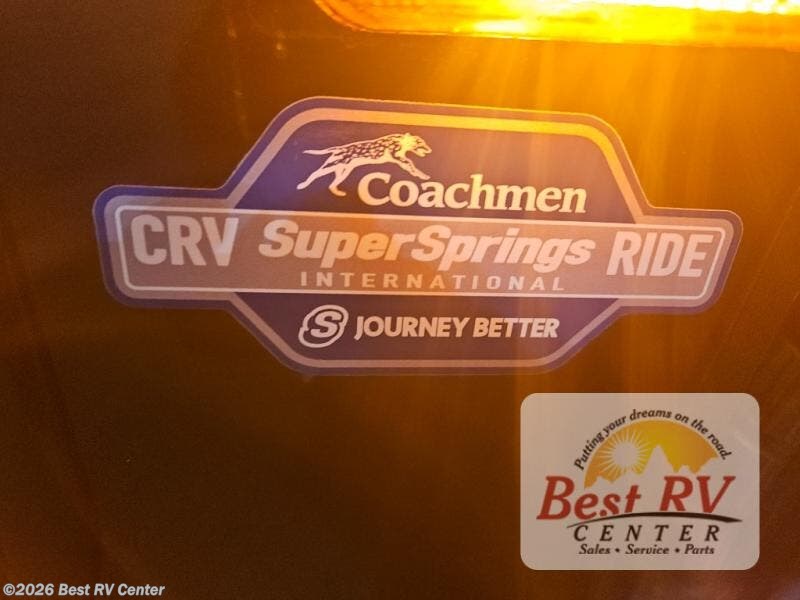 Coachmen
CRV SuperSprings RIDE
INTERNATIONAL
S JOURNEY BETTER
Putting your dreams on the road.
Best RV
CENTER
Sales • Service • Parts
©2026 Best RV Center